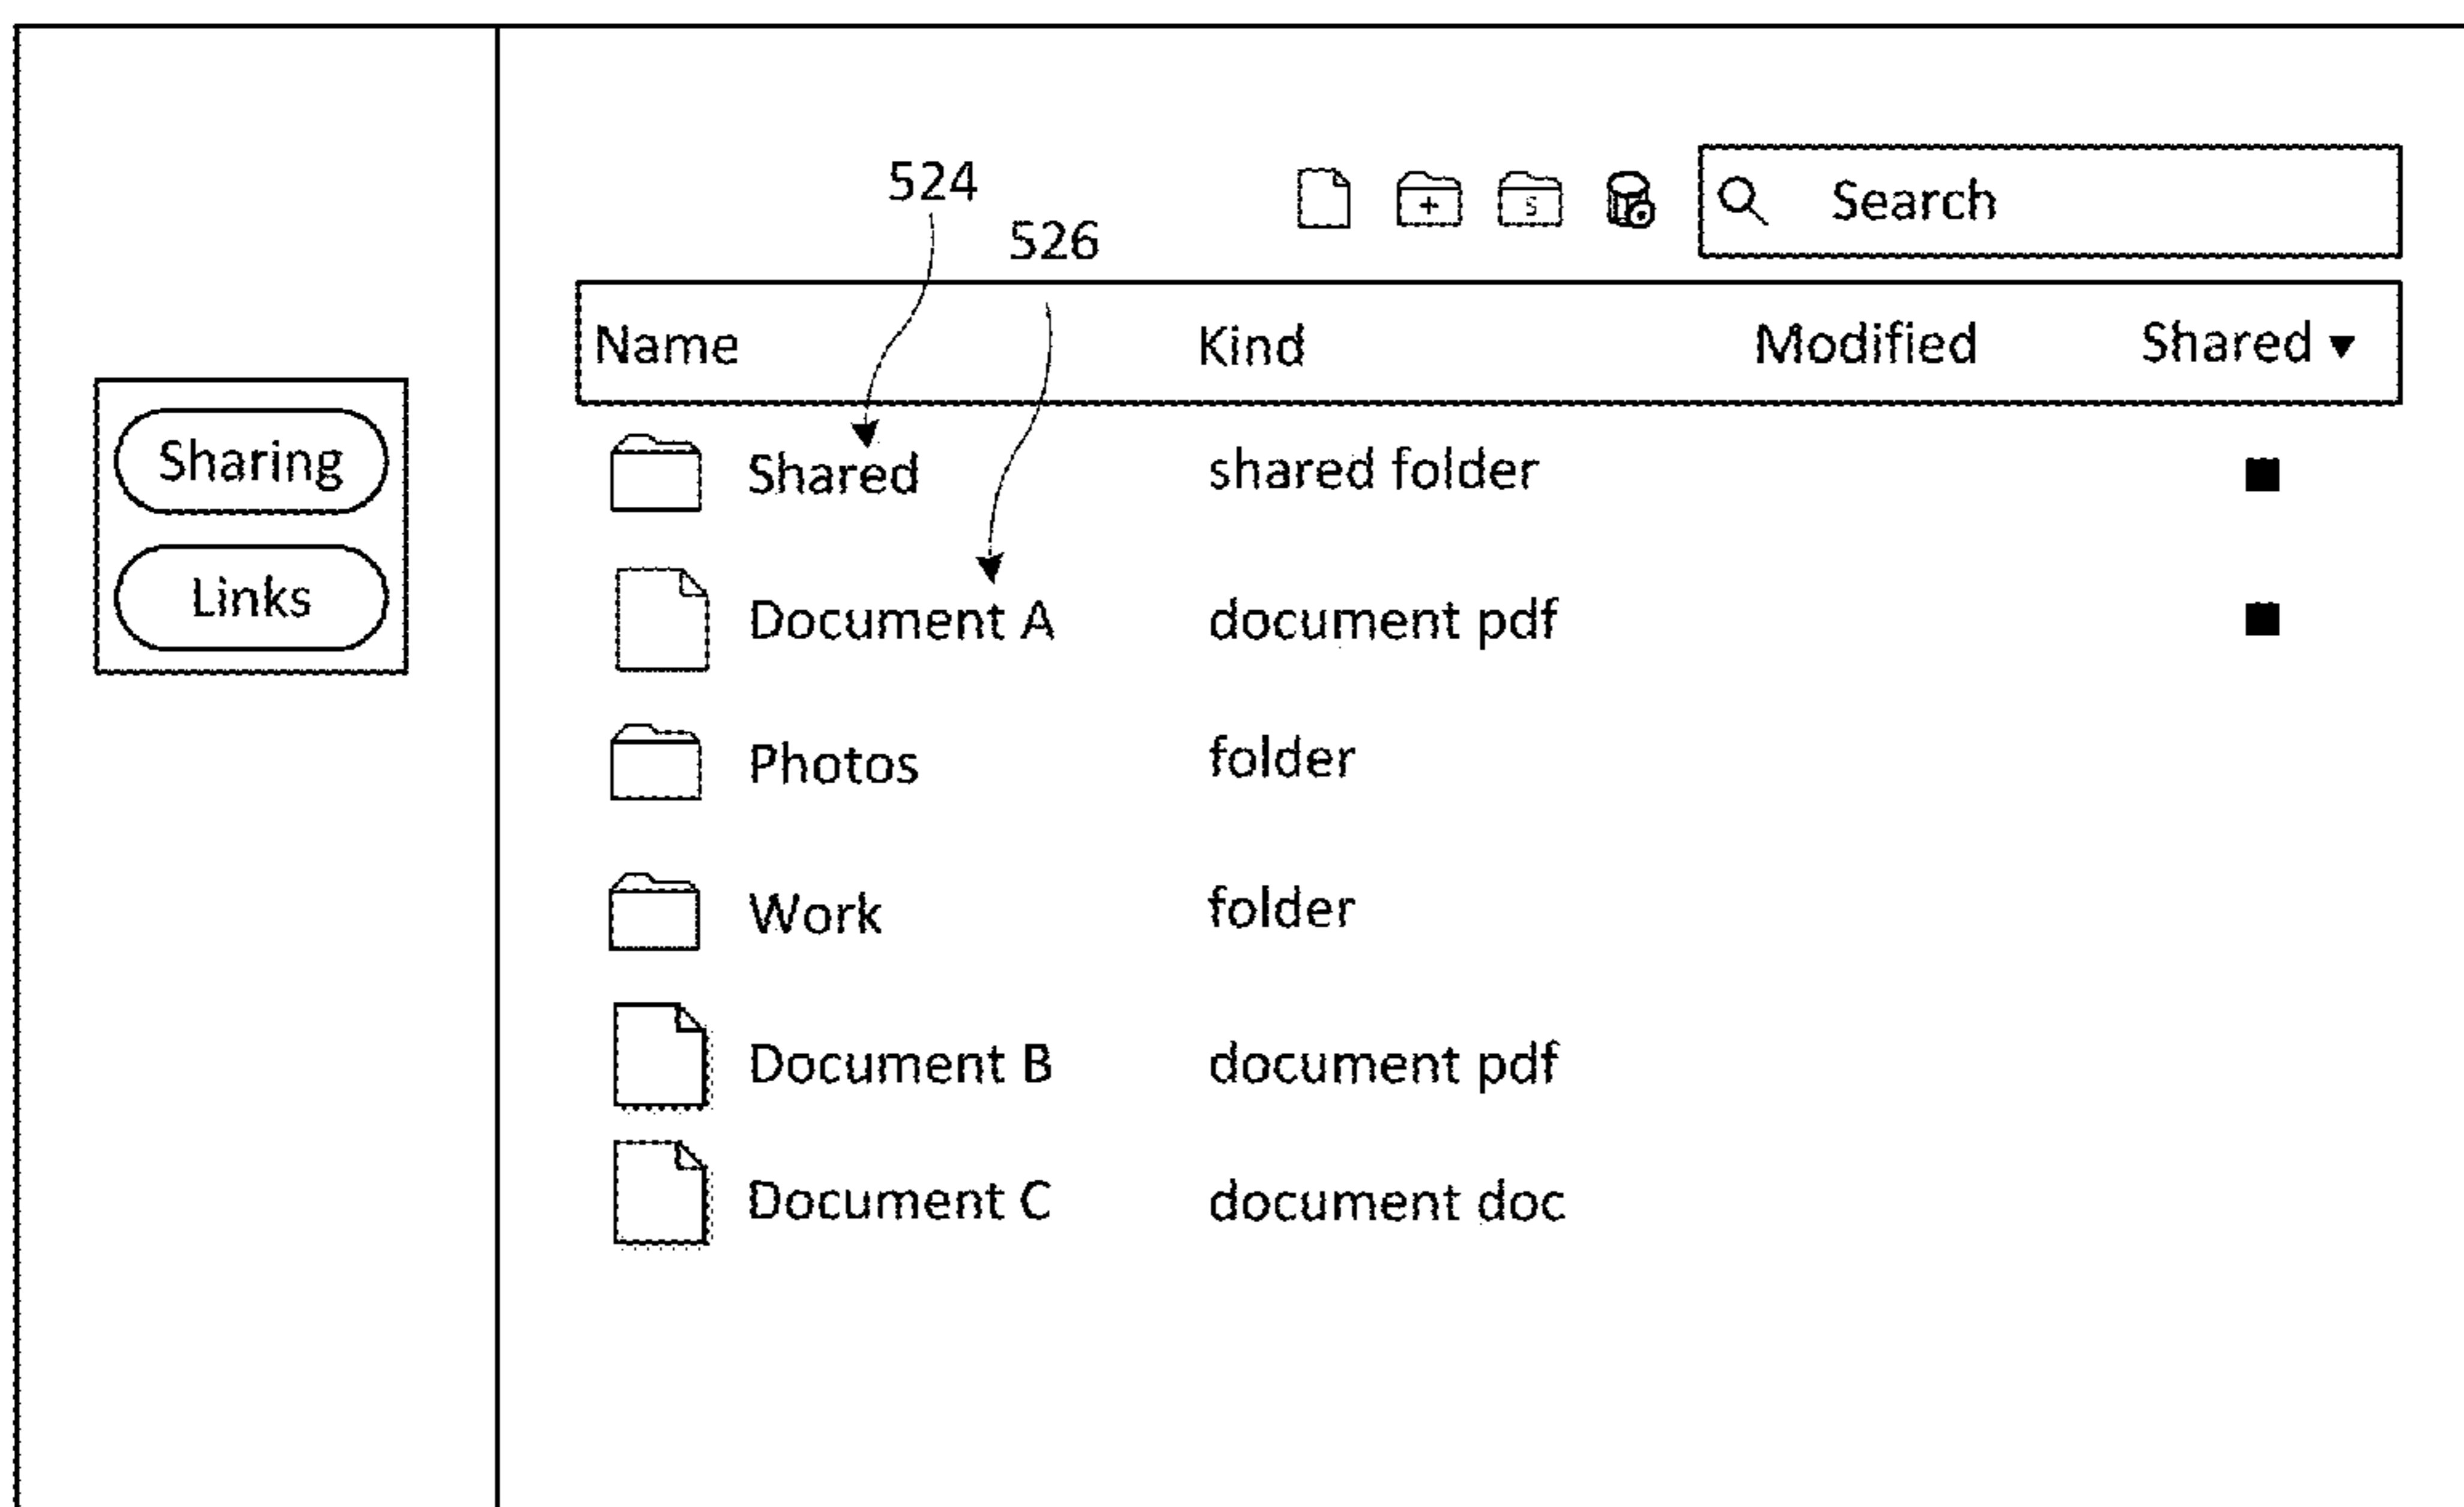 524
526
S
Search
Name Kind Modified Shared
Sharing
Links
Shared shared folder
Document A document pdf
Photos folder
Work folder
Document B document pdf
Document C document doc